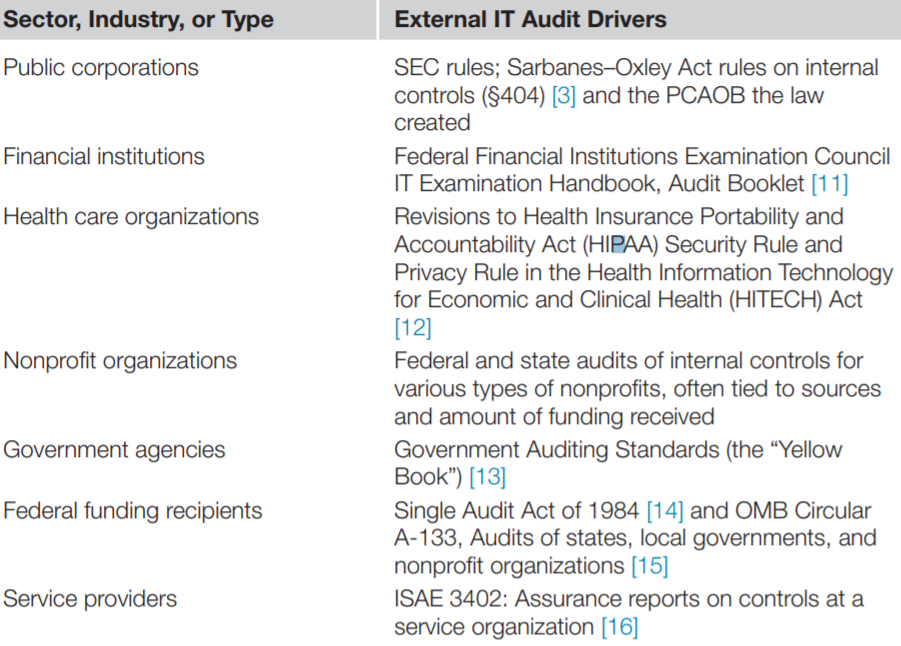 Sector, Industry, or Type
External IT Audit Drivers
Public corporations
SEC rules; Sarbanes–Oxley Act rules on internal
controls (§404) [3] and the PCAOB the law
created
Financial institutions
Federal Financial Institutions Examination Council
IT Examination Handbook, Audit Booklet [11]
Health care organizations
Revisions to Health Insurance Portability and
Accountability Act (HIPAA) Security Rule and
Privacy Rule in the Health Information Technology
for Economic and Clinical Health (HITECH) Act
[12]
Nonprofit organizations
Federal and state audits of internal controls for
various types of nonprofits, often tied to sources
and amount of funding received
Government agencies
Government Auditing Standards (the “Yellow
Book”) [13]
Federal funding recipients
Single Audit Act of 1984 [14] and OMB Circular
A-133, Audits of states, local governments, and
nonprofit organizations [15]
Service providers
ISAE 3402: Assurance reports on controls at a
service organization [16]